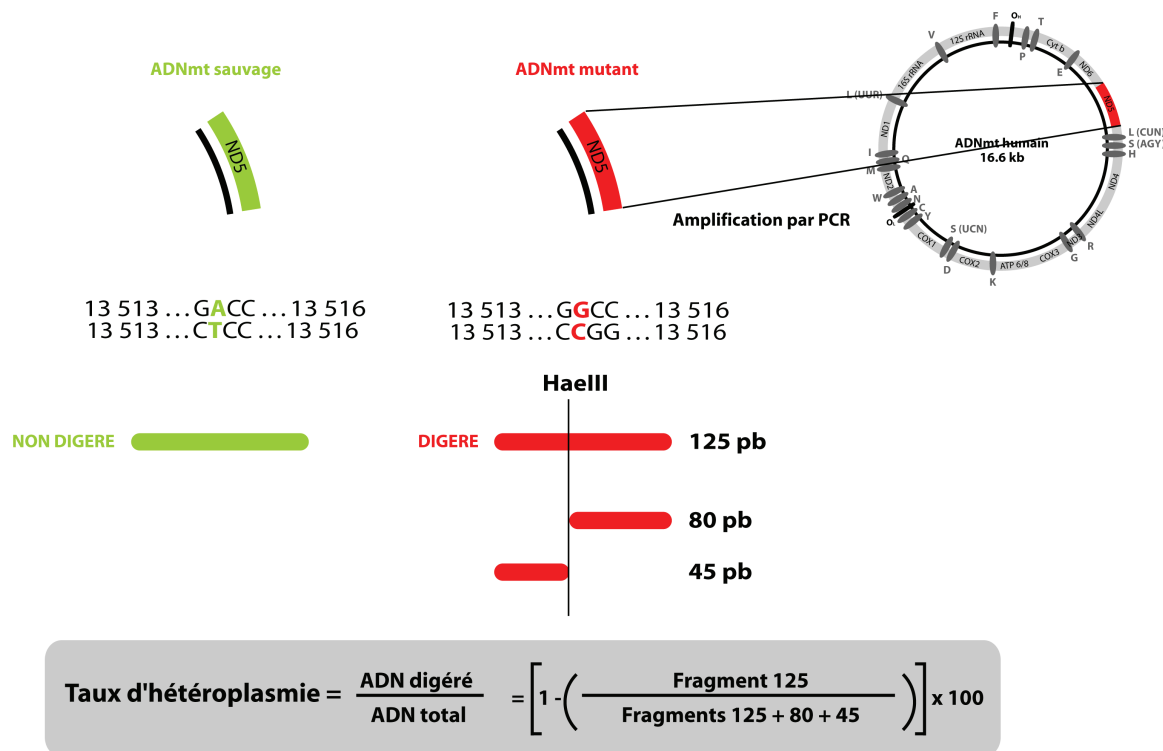 ADNmt sauvage
ADNmt mutant
ND5
ND5
F
OH
T
V
12S rRNA
P
Cyt b
E
ND6
16S rRNA
L (UUR)
ND5
ND1
ADNmt humain
16.6 kb
L (CUN)
S (AGY)
H
I
Q
M
ND2
ND4
W
A
N
C
Y
OL
COX1
S (UCN)
D
COX2
K
ATP 6/8
COX3
G
ND3
R
ND4L
Amplification par PCR
13 513 ...GACC ... 13 516
13 513 ...CTCC ... 13 516
13 513 ...GGCC ... 13 516
13 513 ...CCGG ... 13 516
HaeIII
NON DIGERE
DIGERE
125 pb
80 pb
45 pb
Taux d'hétéroplasmie = ADN digéré / ADN total = [1 - (Fragment 125 / Fragments 125 + 80 + 45)] x 100